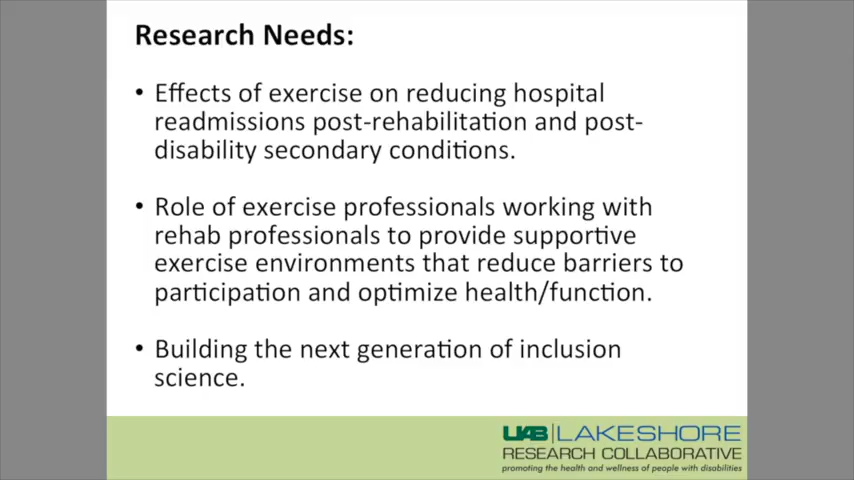 Research Needs:
• Effects of exercise on reducing hospital
readmissions post-rehabilitation and post-
disability secondary conditions.
• Role of exercise professionals working with
rehab professionals to provide supportive
exercise environments that reduce barriers to
participation and optimize health/function.
• Building the next generation of inclusion
science.
UAB | LAKESHORE
RESEARCH COLLABORATIVE
promoting the health and wellness of people with disabilities